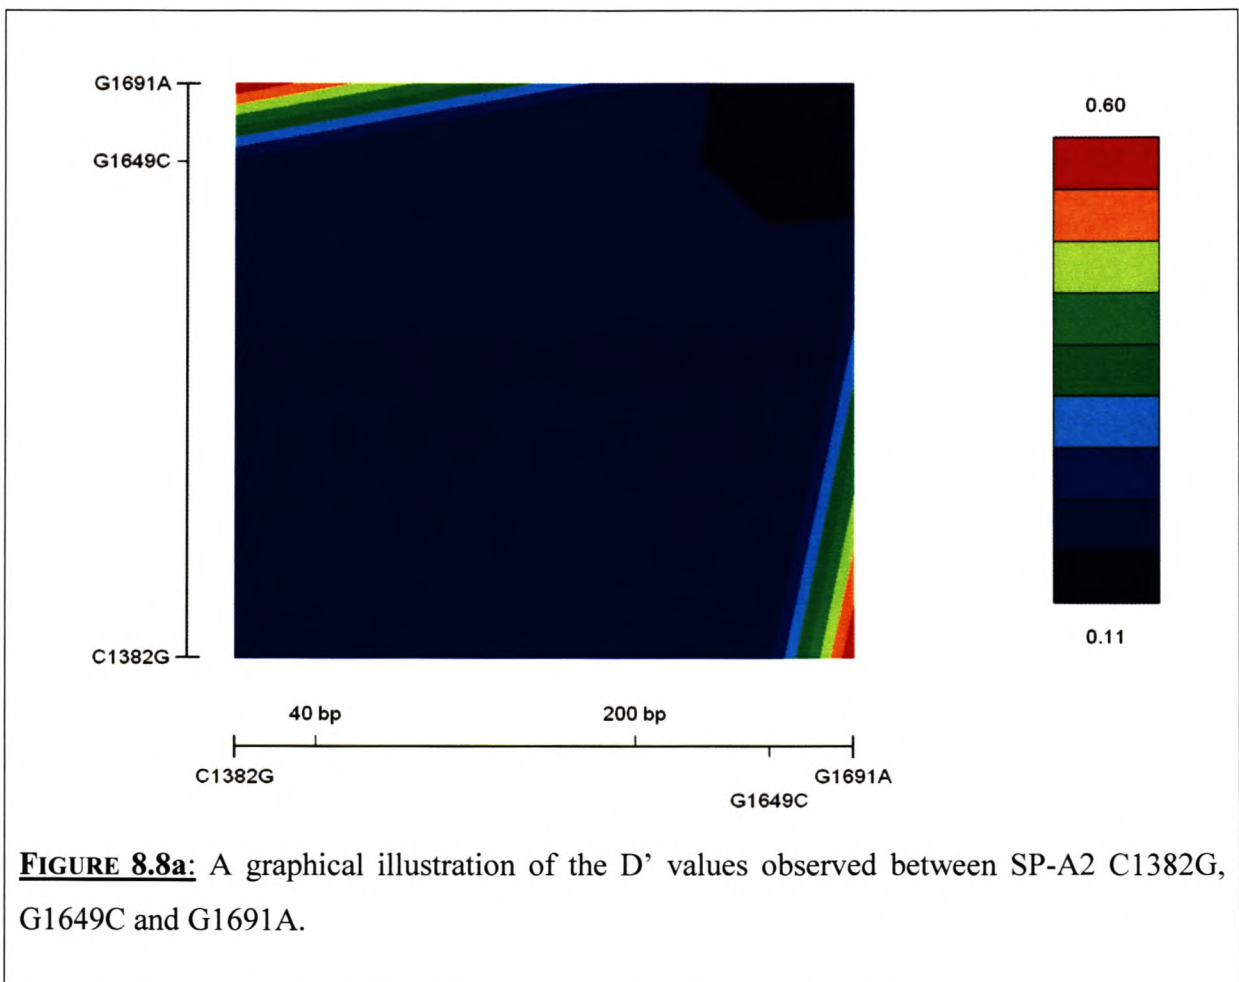 G1691A
0.60
G1649C
C1382G
0.11
40 bp
200 bp
C1382G
G1691A
G1649C
FIGURE 8.8a: A graphical illustration of the D’ values observed between SP-A2 C1382G,
G1649C and G1691A.